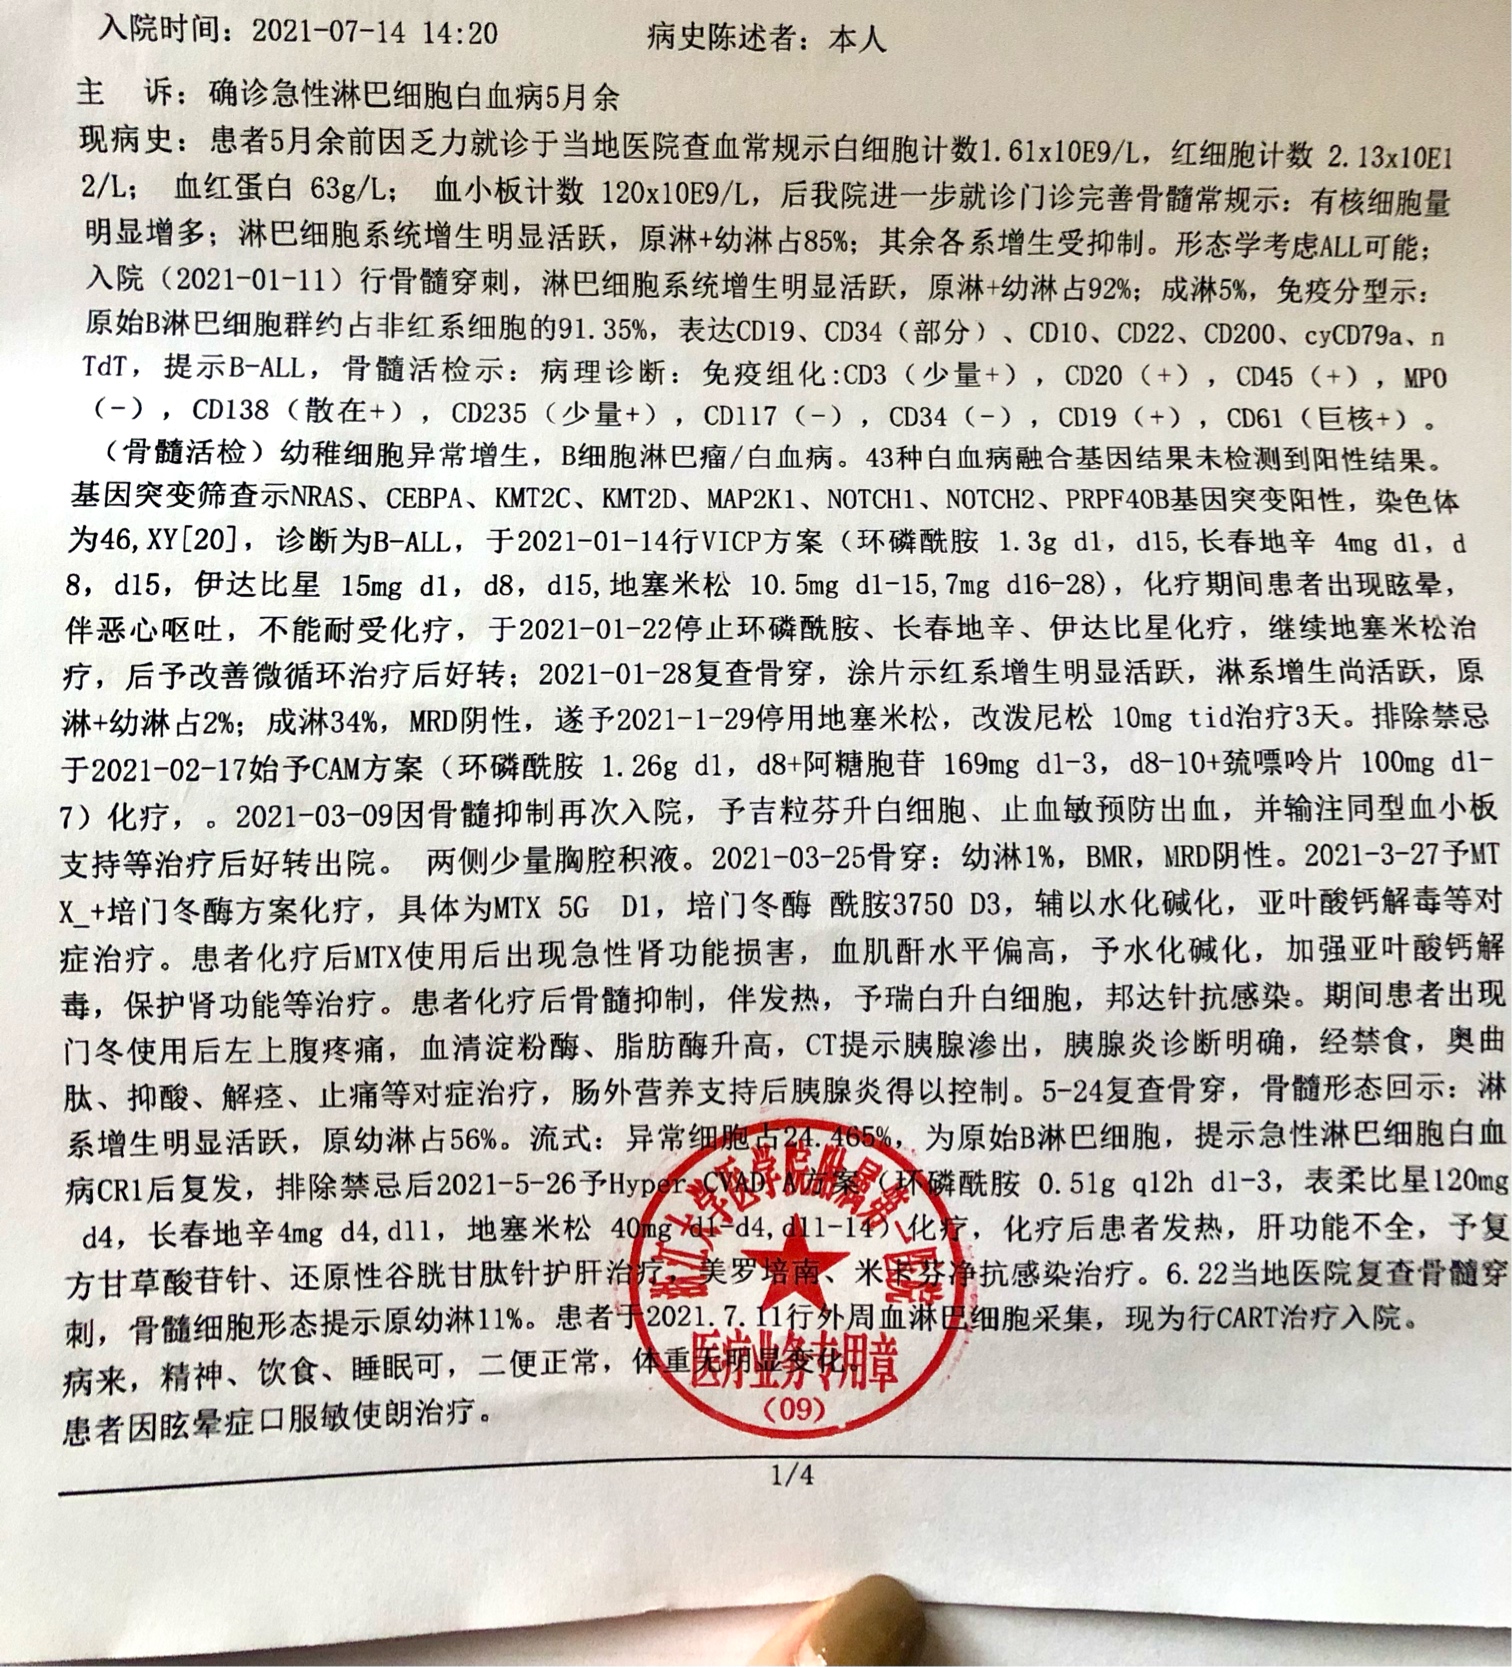 入院时间：2021-07-14 14:20 病史陈述者：本人
主 诉：确诊急性淋巴细胞白血病5月余
现病史：患者5月余前因乏力就诊于当地医院查血常规示白细胞计数1.61x10E9/L，红细胞计数 2.13x10E1
2/L； 血红蛋白 63g/L； 血小板计数 120x10E9/L，后我院进一步就诊门诊完善骨髓常规示：有核细胞量
明显增多；淋巴细胞系统增生明显活跃，原淋+幼淋占85%；其余各系增生受抑制。形态学考虑ALL可能；
入院（2021-01-11）行骨髓穿刺，淋巴细胞系统增生明显活跃，原淋+幼淋占92%；成淋5%，免疫分型示：
原始B淋巴细胞群约占非红系细胞的91.35%，表达CD19、CD34（部分）、CD10、CD22、CD200、cyCD79a、n
TdT，提示B-ALL，骨髓活检示：病理诊断：免疫组化:CD3（少量+），CD20（+），CD45（+），MPO
（-），CD138（散在+），CD235（少量+），CD117（-），CD34（-），CD19（+），CD61（巨核+）。
（骨髓活检）幼稚细胞异常增生，B细胞淋巴瘤/白血病。43种白血病融合基因结果未检测到阳性结果。
基因突变筛查示NRAS、CEBPA、KMT2C、KMT2D、MAP2K1、NOTCH1、NOTCH2、PRPF40B基因突变阳性，染色体
为46,XY[20]，诊断为B-ALL，于2021-01-14行VICP方案（环磷酰胺 1.3g d1，d15,长春地辛 4mg d1，d
8，d15，伊达比星 15mg d1，d8，d15,地塞米松 10.5mg d1-15,7mg d16-28)，化疗期间患者出现眩晕，
伴恶心呕吐，不能耐受化疗，于2021-01-22停止环磷酰胺、长春地辛、伊达比星化疗，继续地塞米松治
疗，后予改善微循环治疗后好转；2021-01-28复查骨穿，涂片示红系增生明显活跃，淋系增生尚活跃，原
淋+幼淋占2%；成淋34%，MRD阴性，遂予2021-1-29停用地塞米松，改泼尼松 10mg tid治疗3天。排除禁忌
于2021-02-17始予CAM方案（环磷酰胺 1.26g d1，d8+阿糖胞苷 169mg d1-3，d8-10+巯嘌呤片 100mg d1-
7）化疗，。2021-03-09因骨髓抑制再次入院，予吉粒芬升白细胞、止血敏预防出血，并输注同型血小板
支持等治疗后好转出院。 两侧少量胸腔积液。2021-03-25骨穿：幼淋1%，BMR，MRD阴性。2021-3-27予MT
X_+培门冬酶方案化疗，具体为MTX 5G D1，培门冬酶 酰胺3750 D3，辅以水化碱化，亚叶酸钙解毒等对
症治疗。患者化疗后MTX使用后出现急性肾功能损害，血肌酐水平偏高，予水化碱化，加强亚叶酸钙解
毒，保护肾功能等治疗。患者化疗后骨髓抑制，伴发热，予瑞白升白细胞，邦达针抗感染。期间患者出现
门冬使用后左上腹疼痛，血清淀粉酶、脂肪酶升高，CT提示胰腺渗出，胰腺炎诊断明确，经禁食，奥曲
肽、抑酸、解痉、止痛等对症治疗，肠外营养支持后胰腺炎得以控制。5-24复查骨穿，骨髓形态回示：淋
系增生明显活跃，原幼淋占56%。流式：异常细胞占24.465%，为原始B淋巴细胞，提示急性淋巴细胞白血
病CR1后复发，排除禁忌后2021-5-26予Hyper CVAD A方案（环磷酰胺 0.51g q12h d1-3，表柔比星120mg
d4，长春地辛4mg d4,d11，地塞米松 40mg d1-d4,d11-14）化疗，化疗后患者发热，肝功能不全，予复
方甘草酸苷针、还原性谷胱甘肽针护肝治疗，美罗培南、米卡芬净抗感染治疗。6.22当地医院复查骨髓穿
刺，骨髓细胞形态提示原幼淋11%。患者于2021.7.11行外周血淋巴细胞采集，现为行CART治疗入院。
病来，精神、饮食、睡眠可，二便正常，体重无明显变化。
患者因眩晕症口服敏使朗治疗。
浙江大学医学院附属第一医院
医疗业务专用章
（09）
1/4